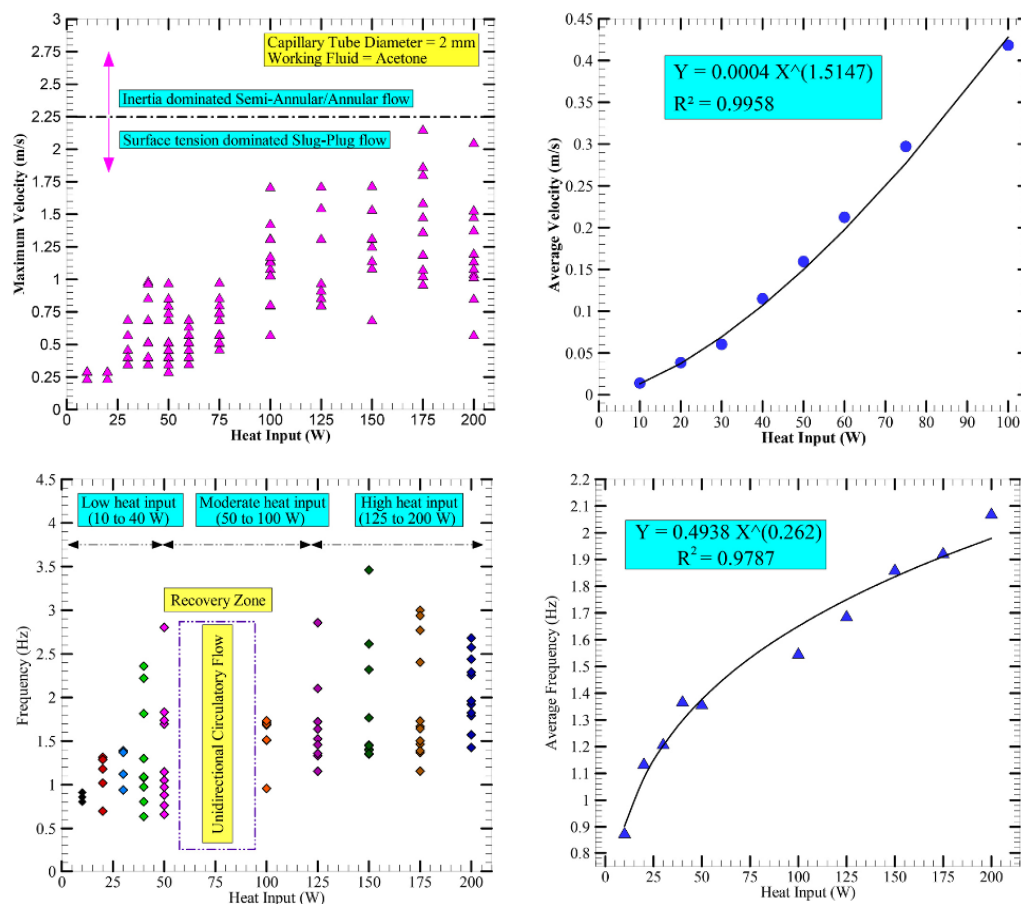 3
2.75
2.5
2.25
2
1.75
1.5
1.25
1
0.75
0.5
0.25
0
Maximum Velocity (m/s)
Capillary Tube Diameter = 2 mm
Working Fluid = Acetone
Inertia dominated Semi-Annular/Annular flow
Surface tension dominated Slug-Plug flow
0 25 50 75 100 125 150 175 200
Heat Input (W)
0.45
0.4
0.35
0.3
0.25
0.2
0.15
0.1
0.05
0
Average Velocity (m/s)
Y = 0.0004 X^(1.5147)
R² = 0.9958
0 10 20 30 40 50 60 70 80 90 100
Heat Input (W)
4.5
4
3.5
3
2.5
2
1.5
1
0.5
0
Frequency (Hz)
Low heat input
(10 to 40 W)
Moderate heat input
(50 to 100 W)
High heat input
(125 to 200 W)
Recovery Zone
Unidirectional Circulatory Flow
0 25 50 75 100 125 150 175 200
Heat Input (W)
2.2
2.1
2
1.9
1.8
1.7
1.6
1.5
1.4
1.3
1.2
1.1
1
0.9
0.8
Average Frequency (Hz)
Y = 0.4938 X^(0.262)
R² = 0.9787
0 25 50 75 100 125 150 175 200
Heat Input (W)